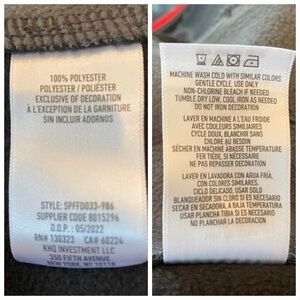 100% POLYESTER
POLYESTER / POLIÉSTER
EXCLUSIVE OF DECORATION
À L'EXCEPTION DE LA GARNITURE
SIN INCLUIR ADORNOS
STYLE: SPFFD033-986
SUPPLIER CODE 8015296
D.O.P. : 05/2022
RN# 130323 CA# 60224
KHQ INVESTMENT LLC
350 FIFTH AVENUE
NEW YORK, NY 10118
MACHINE WASH COLD WITH SIMILAR COLORS.
GENTLE CYCLE. USE ONLY
NON-CHLORINE BLEACH IF NEEDED
TUMBLE DRY LOW, COOL IRON AS NEEDED
DO NOT IRON DECORATION
LAVER EN MACHINE A L'EAU FROIDE
AVEC COULEURS SIMILAIRES
CYCLE DOUX, BLANCHIR SANS
CHLORE AU BESOIN
SÉCHER EN MACHINE ABASSE TEMPERATURE
FER TIÈDE, SI NÉCESSAIRE
NE PAS REPASSER DECORATION
LAVER EN LAVADORA CON AGUA FRÍA,
CON COLORES SIMILARES.
CICLO DELICADO. USAR SOLO
BLANQUEADOR SIN CLORO SI ES NECESARIO
SECAR EN SECADORA, A BAJA TEMPERATURA.
USAR PLANCHA TIBIA SI ES NECESARIO
NO PLANCHAR LA DECORACION